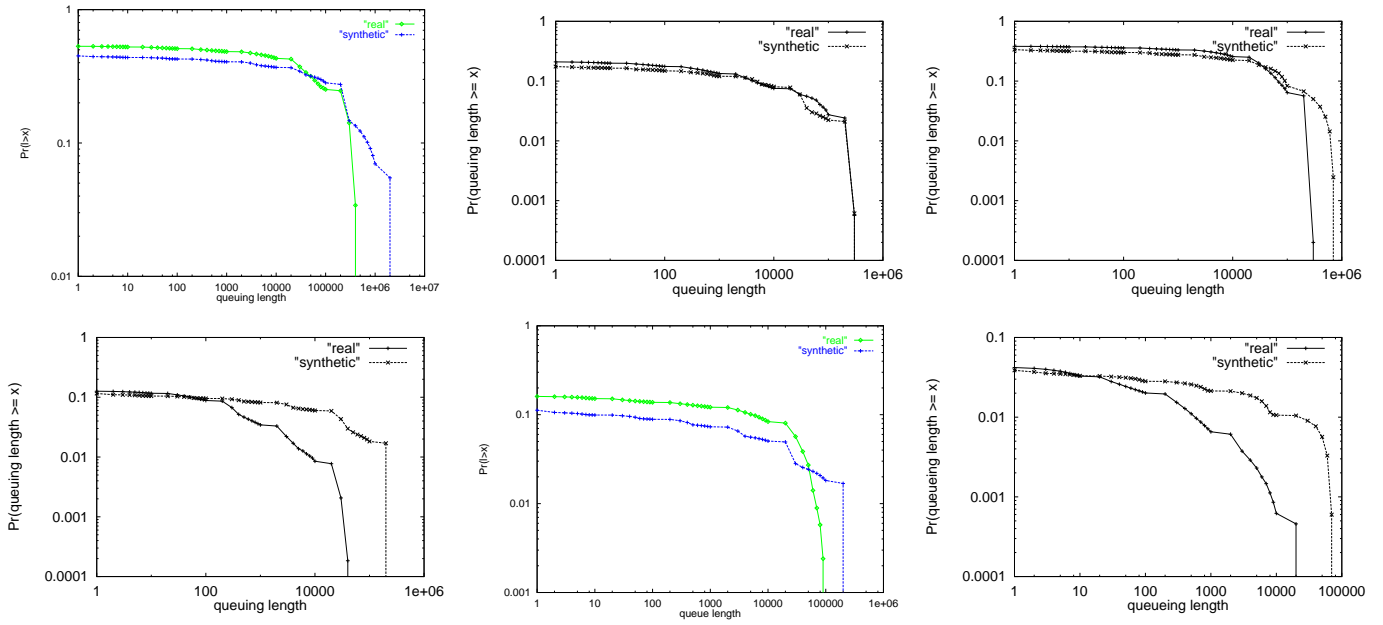 1
0.1
0.01
Pr(l>x)
1 10 100 1000 10000 100000 1e+06 1e+07
queuing length
"real"
"synthetic"
1
0.1
0.01
0.001
0.0001
Pr(queuing length >= x)
1 100 10000 1e+06
queuing length
"real"
"synthetic
1
0.1
0.01
0.001
0.0001
Pr(queuing length >= x)
1 100 10000 1e+06
queuing length
"real"
"synthetic"
1
0.1
0.01
0.001
0.0001
Pr(queuing length >= x)
1 100 10000 1e+06
queuing length
"real"
"synthetic"
1
0.1
0.01
0.001
Pr(l>x)
1 10 100 1000 10000 100000 1e+06
queue length
"real"
"synthetic"
0.1
0.01
0.001
0.0001
Pr(queueing length >= x)
1 10 100 1000 10000 100000
queueing length
"real"
"synthetic"